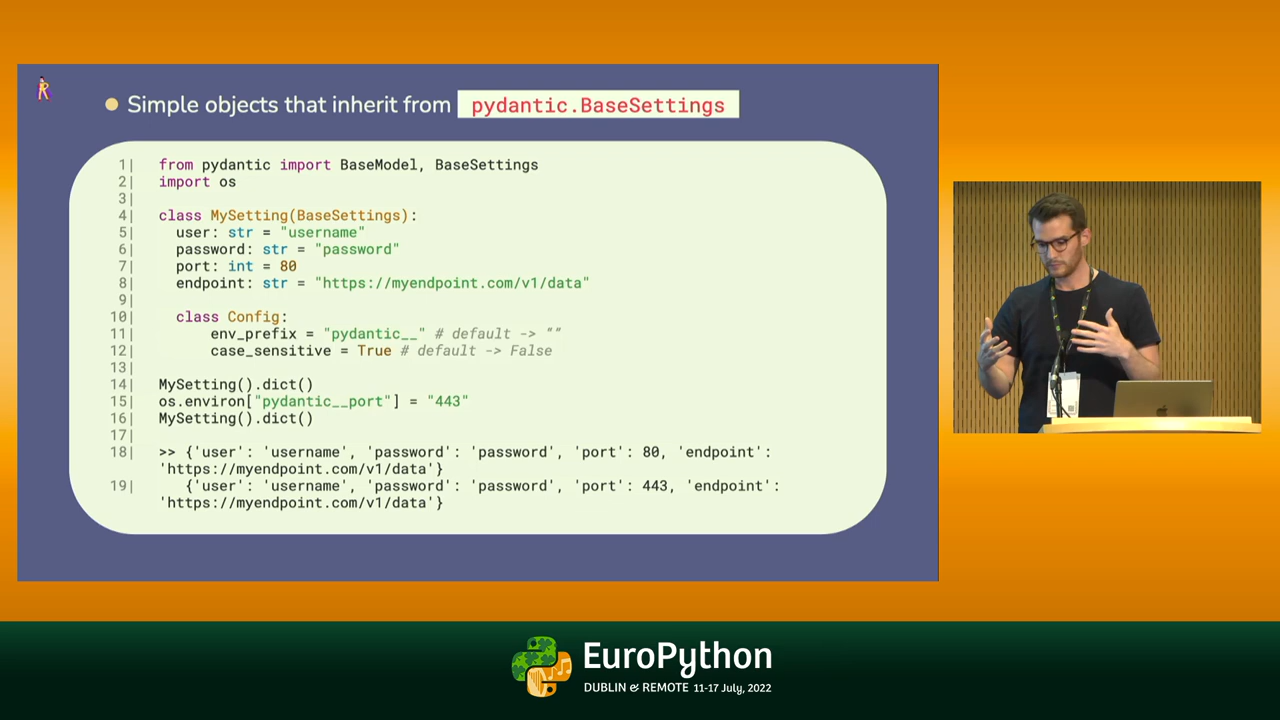 Simple objects that inherit from pydantic.BaseSettings
1| from pydantic import BaseModel, BaseSettings
2| import os
3|
4| class MySetting(BaseSettings):
5| user: str = "username"
6| password: str = "password"
7| port: int = 80
8| endpoint: str = "https://myendpoint.com/v1/data"
9|
10| class Config:
11| env_prefix = "pydantic__" # default -> ""
12| case_sensitive = True # default -> False
13|
14| MySetting().dict()
15| os.environ["pydantic__port"] = "443"
16| MySetting().dict()
17|
18| >> {'user': 'username', 'password': 'password', 'port': 80, 'endpoint':
'https://myendpoint.com/v1/data'}
19| {'user': 'username', 'password': 'password', 'port': 443, 'endpoint':
'https://myendpoint.com/v1/data'}
EuroPython
DUBLIN & REMOTE 11-17 July, 2022